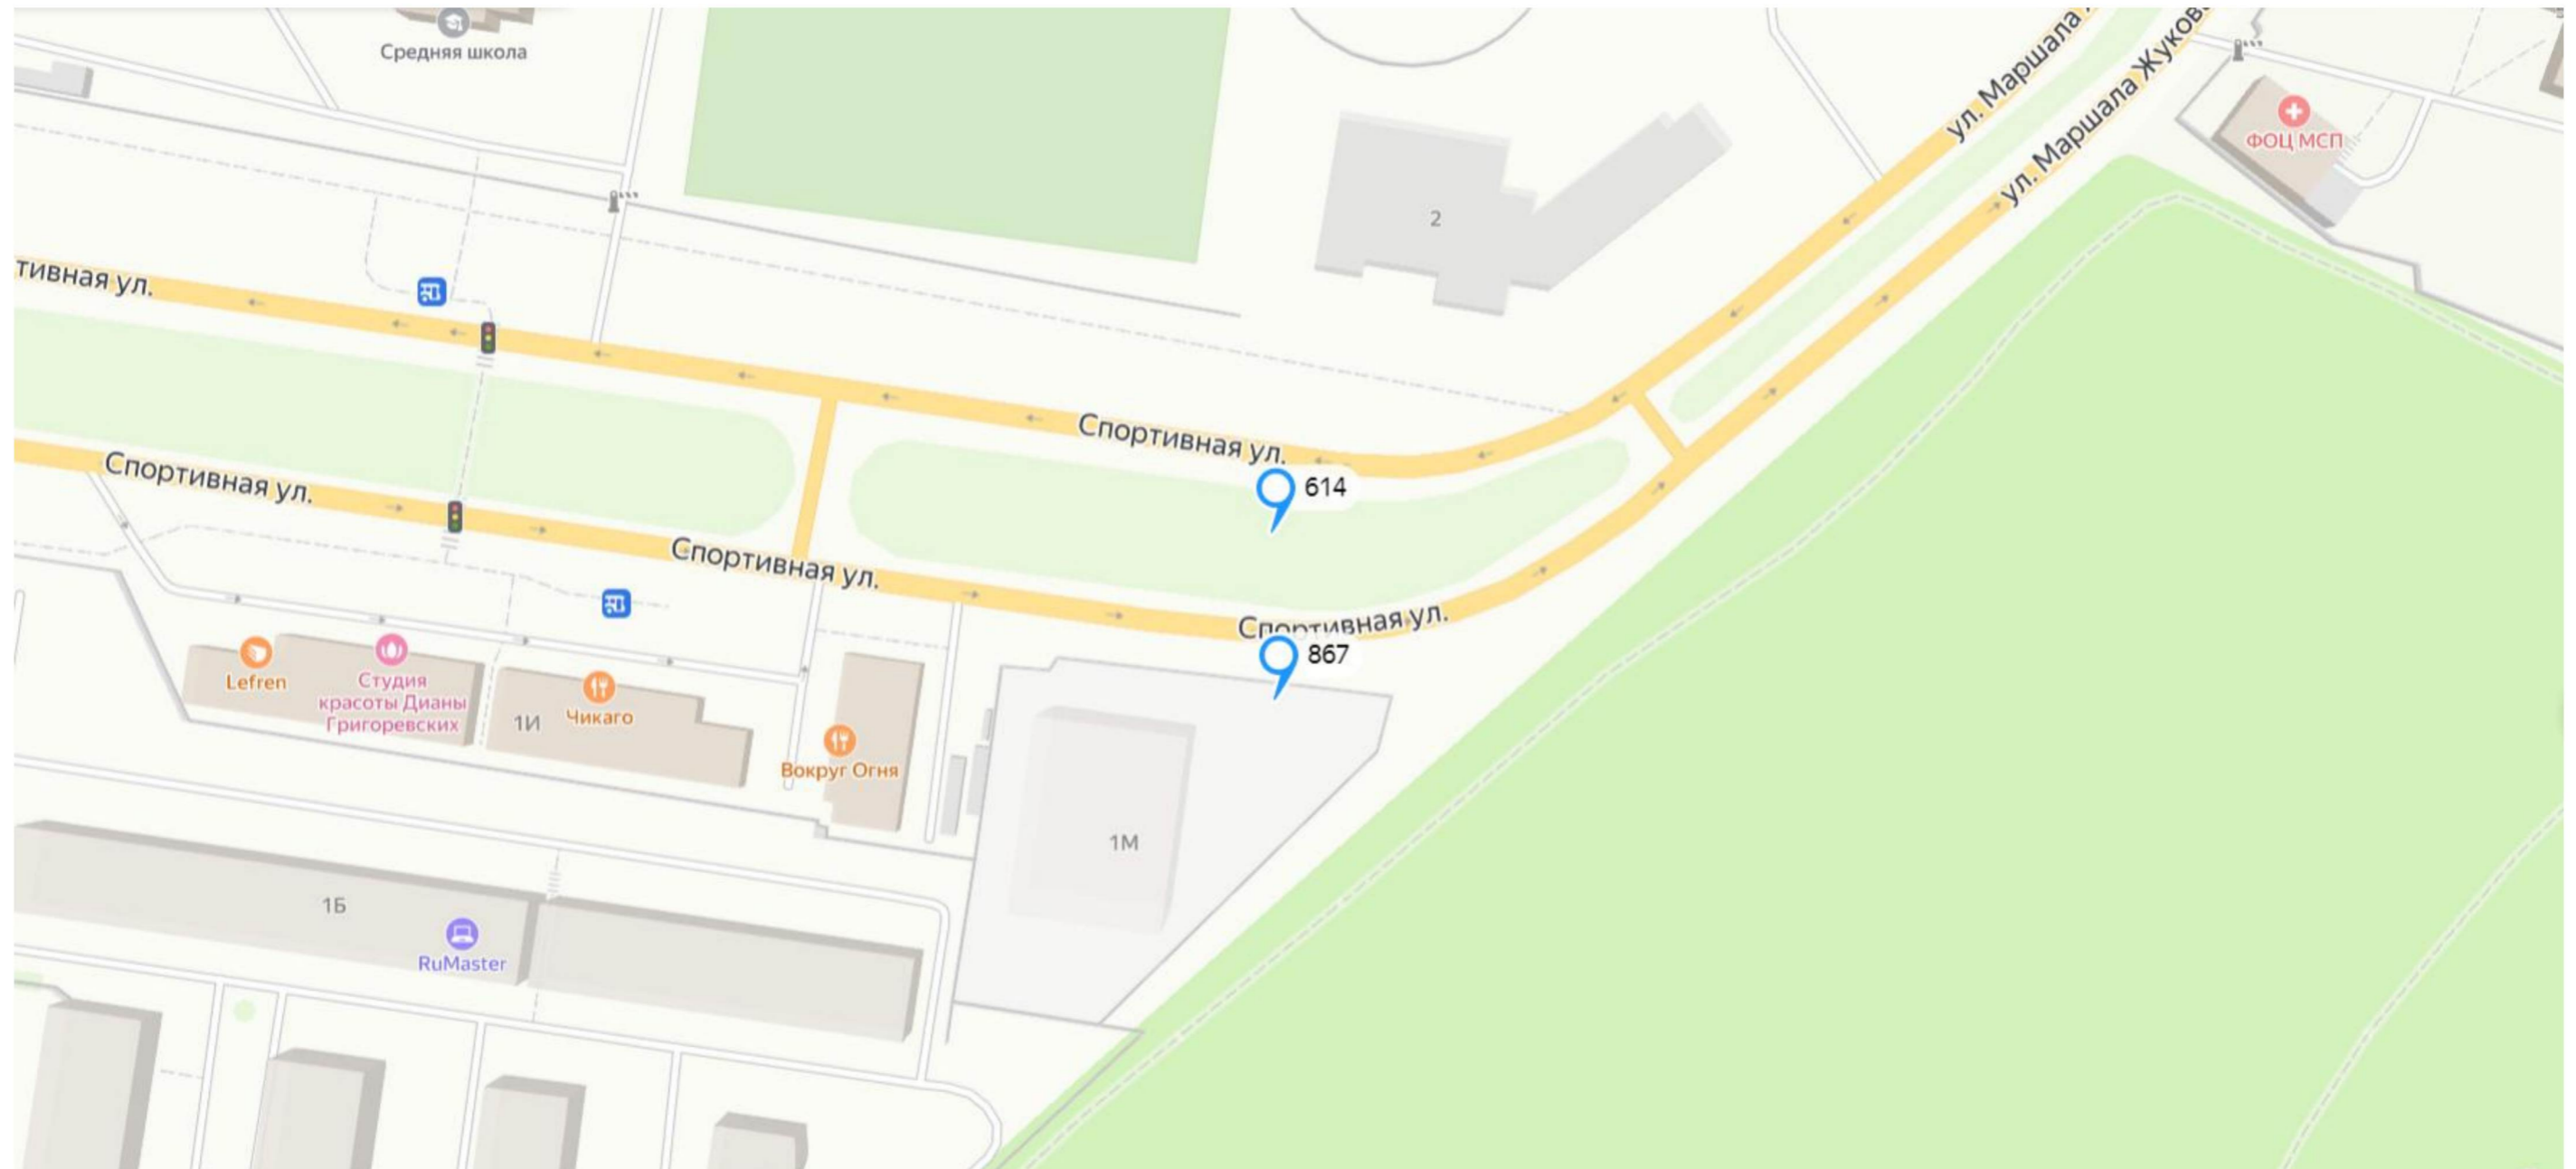 Средняя школа
ул. Маршала
ул. Маршала Жукова
ФОЦ МСП
2
тивная ул.
Спортивная ул.
Спортивная ул.
614
Спортивная ул.
Спортивная ул.
867
Lefren
Студия
красоты Дианы
Григоревских
1И
Чикаго
Вокруг Огня
1М
1Б
RuMaster